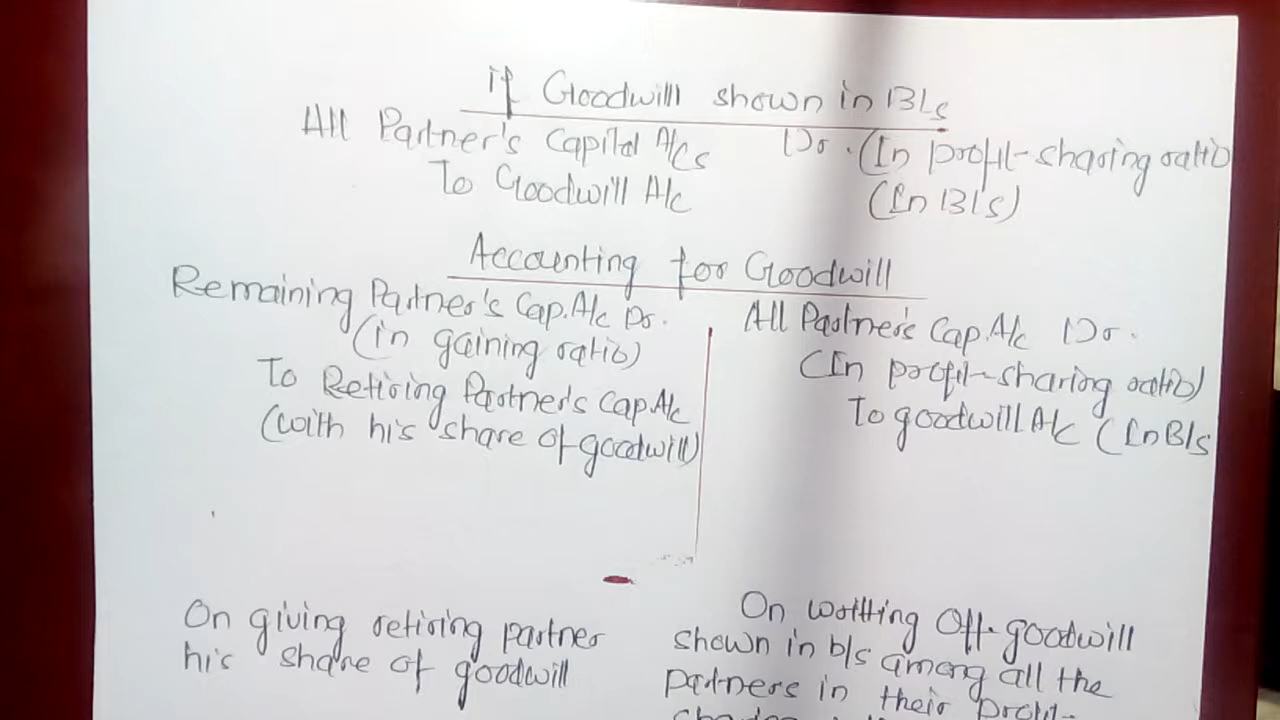 if Goodwill shown in B/s
All Partner's Capital A/cs Dr. (In profit-sharing ratio
To Goodwill A/c (In B/s)
Accounting for Goodwill
Remaining Partner's Cap. A/c Dr.
(in gaining ratio)
To Retiring Partner's Cap A/c
(with his share of goodwill)
All Partner's Cap. A/c Dr.
(In profit-sharing ratio)
To goodwill A/c (In B/s
On giving retiring partner
his share of goodwill
On writting Off goodwill
shown in b/s among all the
partners in their profit-